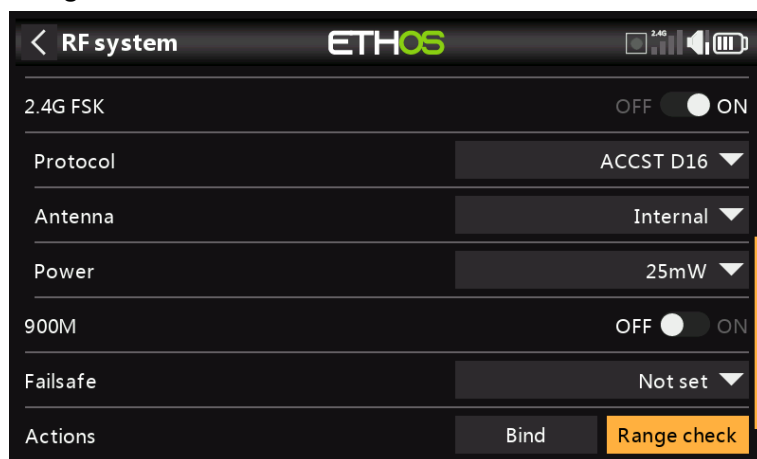 RF system ETHOS 2.4G
2.4G FSK OFF ON
Protocol ACCST D16
Antenna Internal
Power 25mW
900M OFF ON
Failsafe Not set
Actions Bind Range check